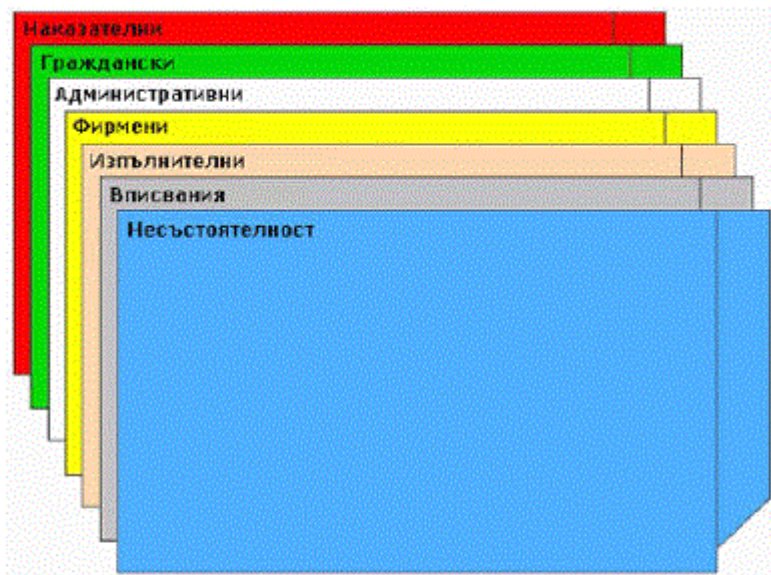 Наказателни
Граждански
Административни
Фирмени
Изпълнителни
Вписвания
Несъстоятелност